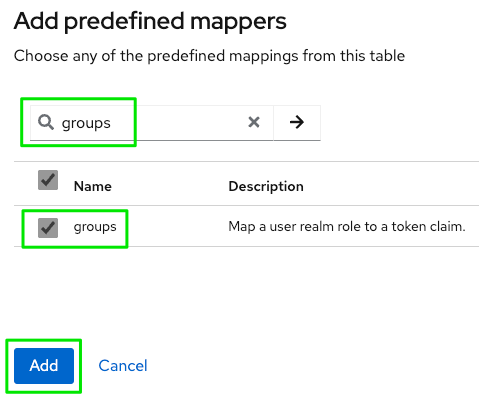 Add predefined mappers
Choose any of the predefined mappings from this table
groups
Name Description
groups Map a user realm role to a token claim.
Add Cancel